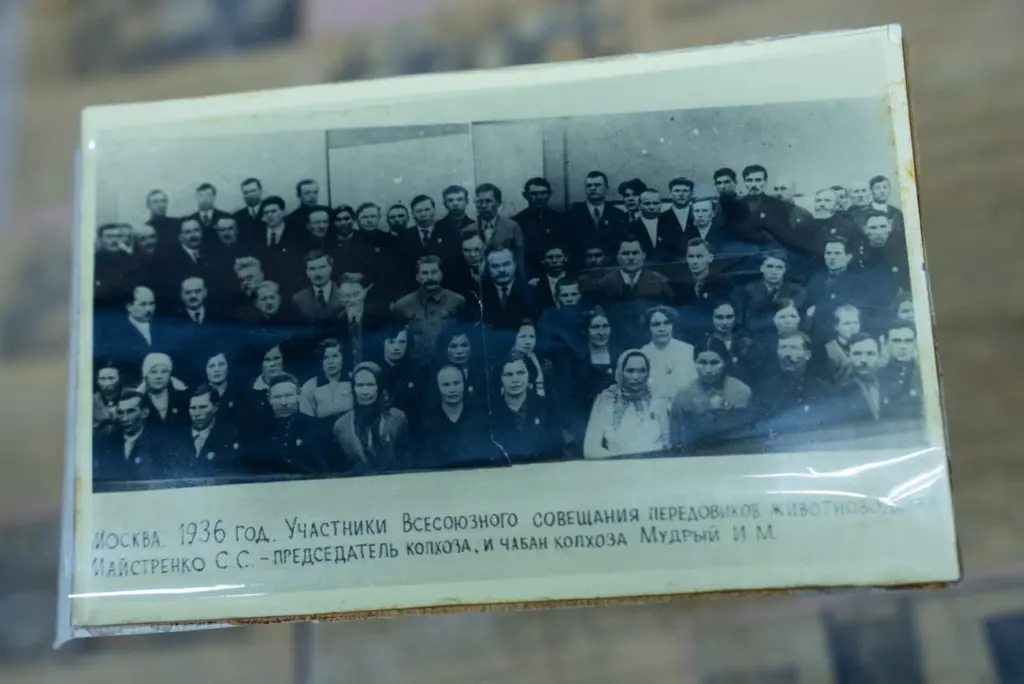 Москва. 1936 год. Участники Всесоюзного совещания передовиков
Майстренко С.С. - председатель колхоза, и чабан колхоза Мудрый И М.